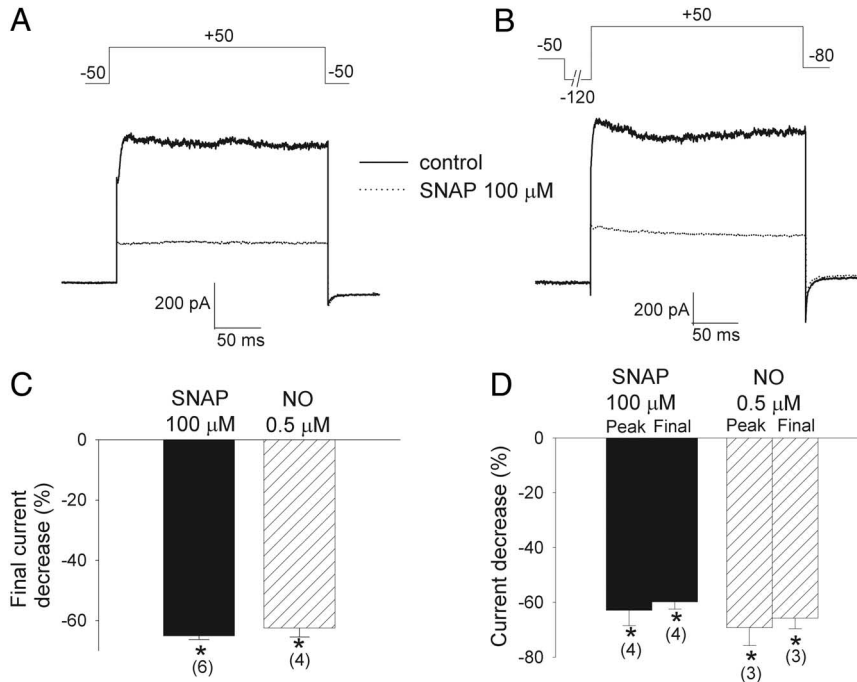 A
+50
-50
-50
B
+50
-50
-80
-120
control
SNAP 100 μM
200 pA
50 ms
200 pA
50 ms
C
SNAP
100 μM
NO
0.5 μM
Final current
decrease (%)
0
-20
-40
-60
*
(6)
*
(4)
D
SNAP
100 μM
Peak Final
NO
0.5 μM
Peak Final
Current decrease (%)
0
-20
-40
-60
-80
*
(4)
*
(4)
*
(3)
*
(3)